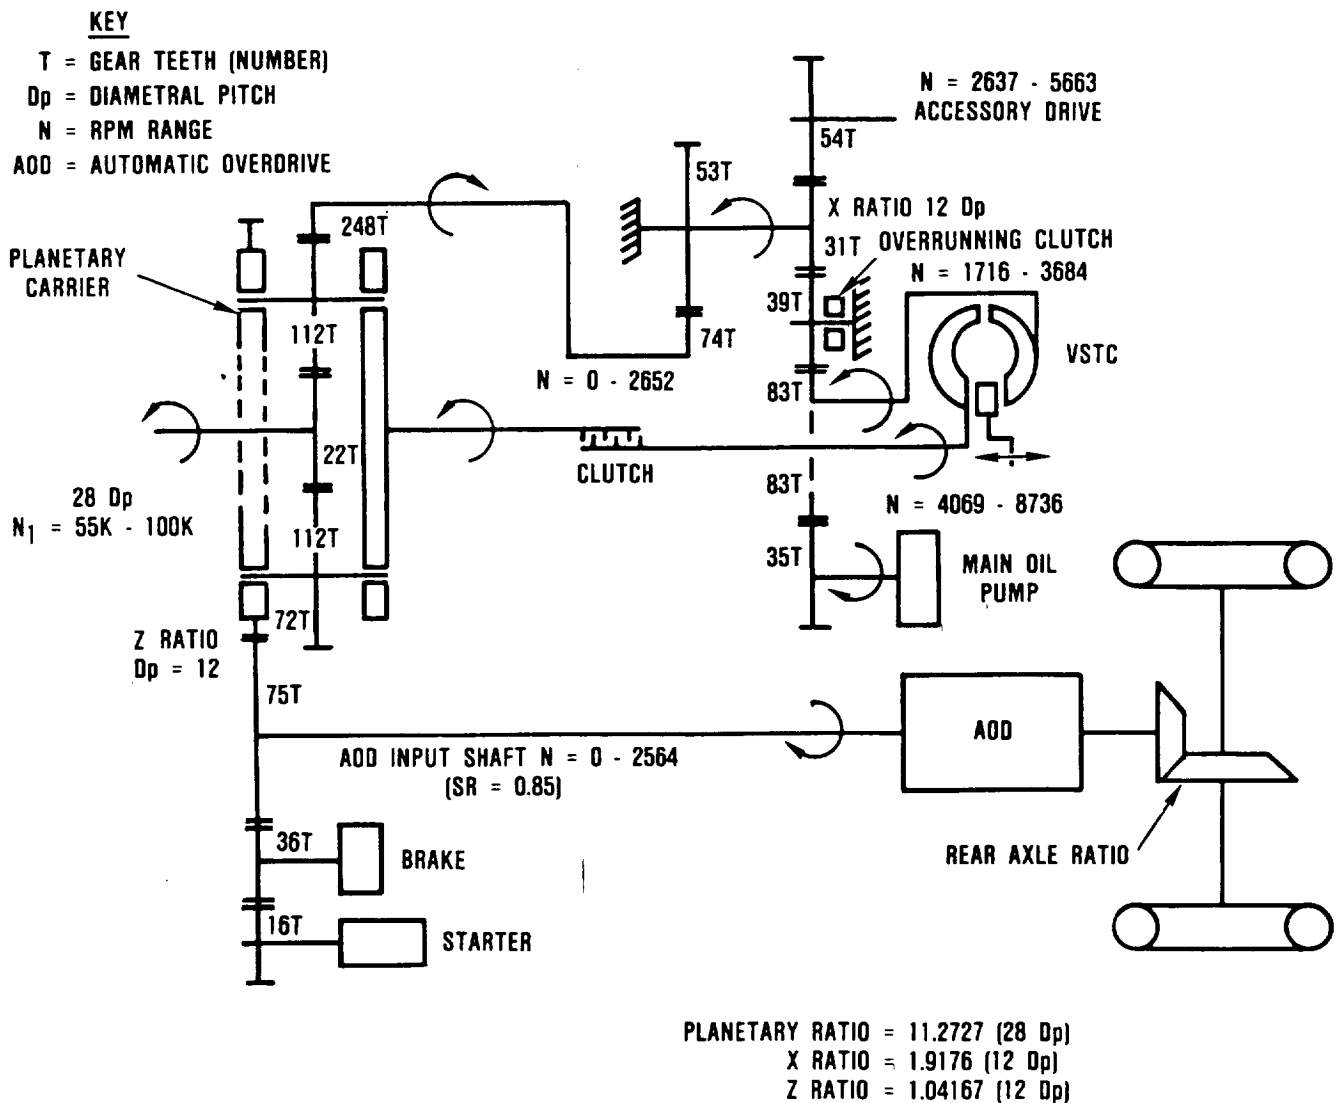 KEY
T = GEAR TEETH (NUMBER)
Dp = DIAMETRAL PITCH
N = RPM RANGE
AOD = AUTOMATIC OVERDRIVE
N = 2637 - 5663
ACCESSORY DRIVE
54T
53T
X RATIO 12 Dp
248T
31T
OVERRUNNING CLUTCH
N = 1716 - 3684
PLANETARY
CARRIER
39T
112T
74T
VSTC
N = 0 - 2652
83T
22T
CLUTCH
83T
28 Dp
N1 = 55K - 100K
N = 4069 - 8736
112T
35T
MAIN OIL
PUMP
72T
Z RATIO
Dp = 12
75T
AOD
AOD INPUT SHAFT N = 0 - 2564
(SR = 0.85)
36T
BRAKE
REAR AXLE RATIO
16T
STARTER
PLANETARY RATIO = 11.2727 (28 Dp)
X RATIO = 1.9176 (12 Dp)
Z RATIO = 1.04167 (12 Dp)